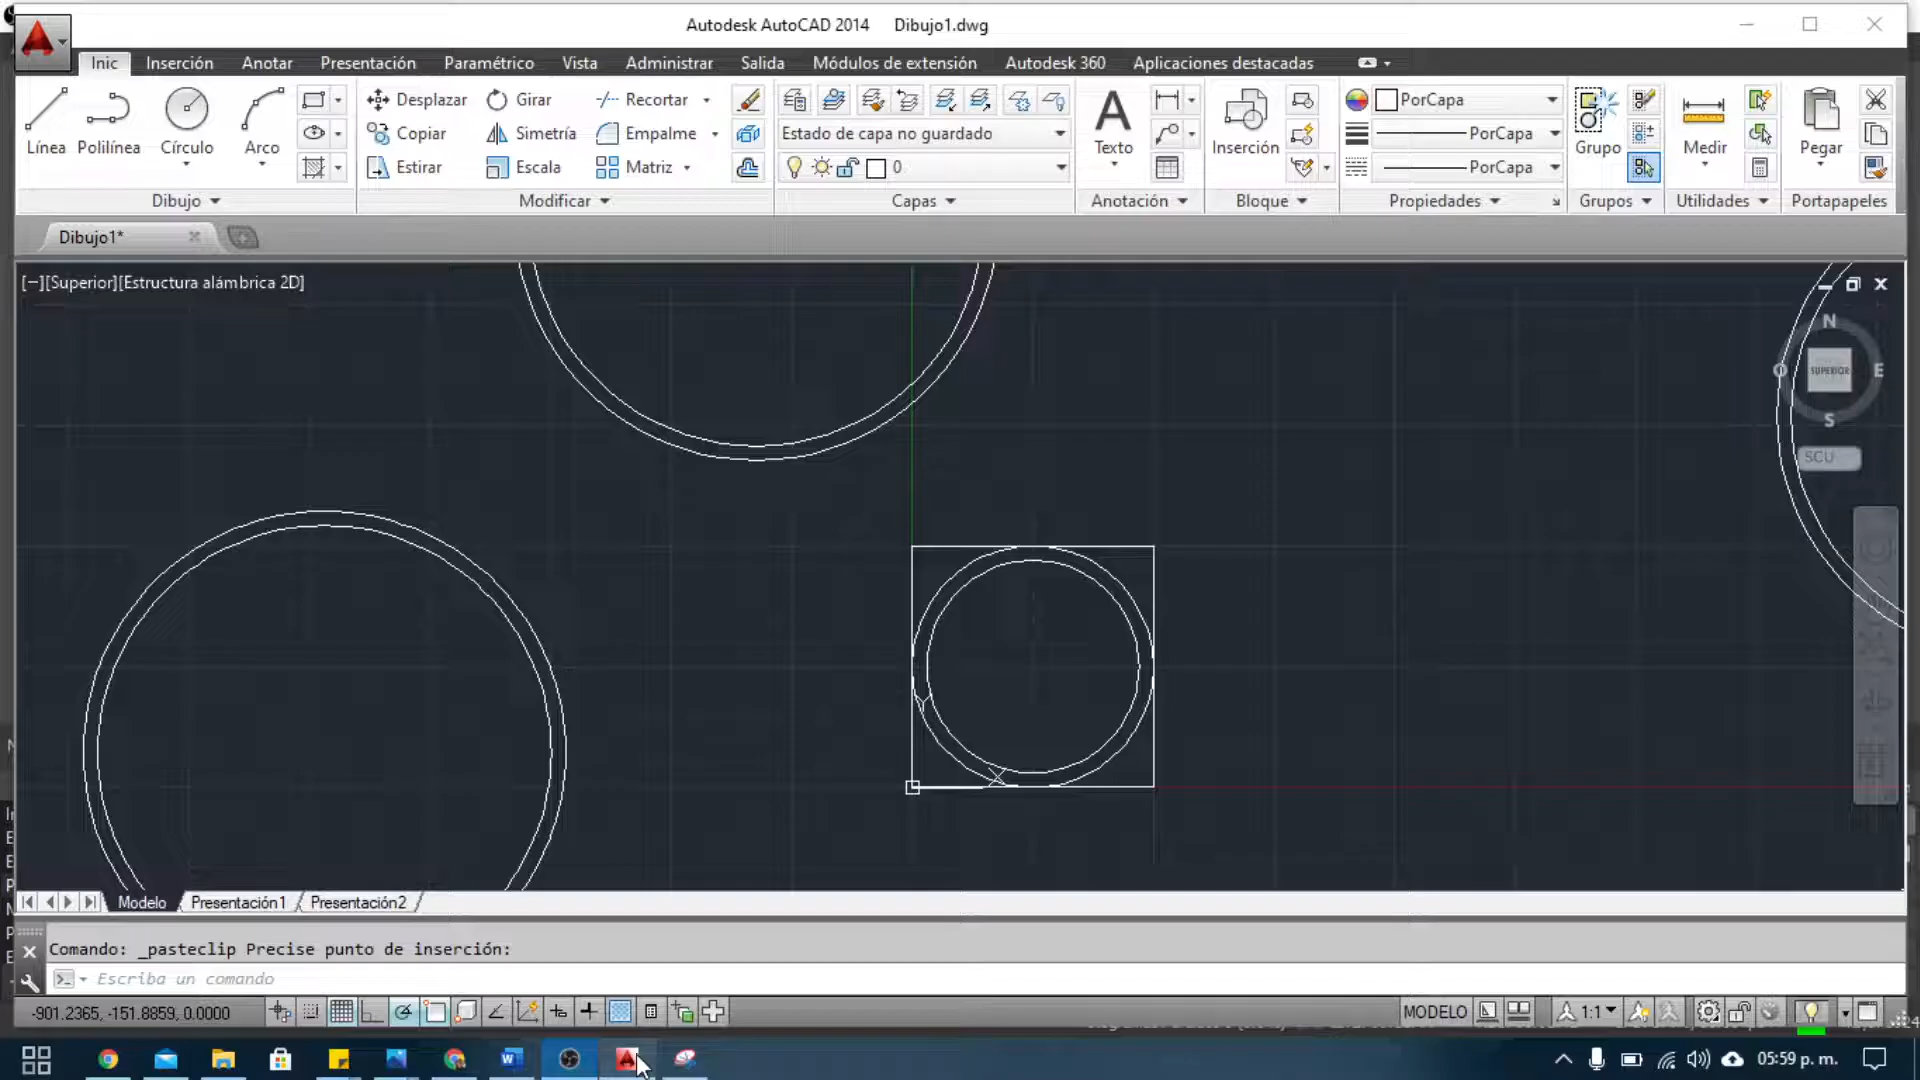 Autodesk AutoCAD 2014 Dibujo1.dwg
Inic Inserción Anotar Presentación Paramétrico Vista Administrar Salida Módulos de extensión Autodesk 360 Aplicaciones destacadas
Línea Polilínea Círculo Arco
Desplazar Girar Recortar
Copiar Simetría Empalme
Estirar Escala Matriz
Estado de capa no guardado
0
Texto
Inserción
PorCapa
PorCapa
PorCapa
Grupo
Medir
Pegar
Dibujo Modificar Capas Anotación Bloque Propiedades Grupos Utilidades Portapapeles
Dibujo1*
[−][Superior][Estructura alámbrica 2D]
N
O SUPERIOR E
S
SCU
Y
X
Modelo Presentación1 Presentación2
Comando: _pasteclip Precise punto de inserción:
Escriba un comando
-901.2365, -151.8859, 0.0000 MODELO 1:1
05:59 p. m.